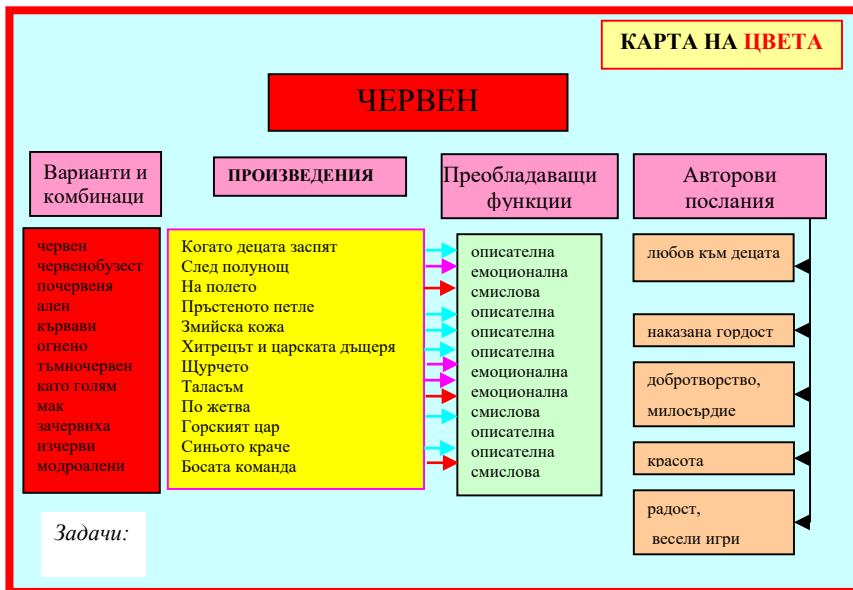 КАРТА НА ЦВЕТА
ЧЕРВЕН
Варианти и
комбинаци
ПРОИЗВЕДЕНИЯ
Преобладаващи
функции
Авторови
послания
червен
червенобузест
почервеня
ален
кървави
огнено
тъмночервен
като голям
мак
зачервиха
изчерви
модроалени
Когато децата заспят
След полунощ
На полето
Пръстеното петле
Змийска кожа
Хитрецът и царската дъщеря
Щурчето
Таласъм
По жетва
Горският цар
Синьото краче
Босата команда
описателна
емоционална
смислова
описателна
описателна
описателна
емоционална
емоционална
смислова
описателна
описателна
смислова
любов към децата
наказана гордост
добротворство,
милосърдие
красота
радост,
весели игри
Задачи: